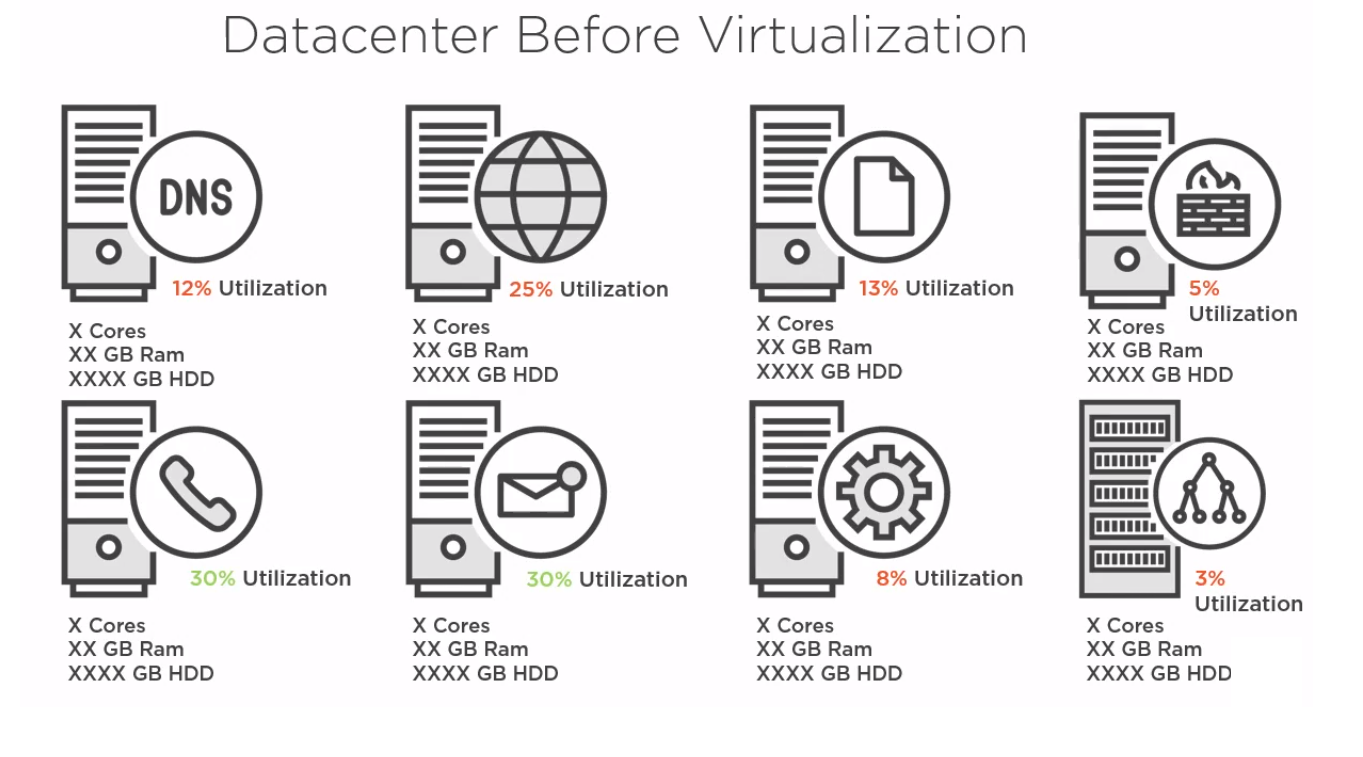 Datacenter Before Virtualization
DNS
12% Utilization
X Cores
XX GB Ram
XXXX GB HDD
25% Utilization
X Cores
XX GB Ram
XXXX GB HDD
13% Utilization
X Cores
XX GB Ram
XXXX GB HDD
5%
Utilization
X Cores
XX GB Ram
XXXX GB HDD
30% Utilization
X Cores
XX GB Ram
XXXX GB HDD
30% Utilization
X Cores
XX GB Ram
XXXX GB HDD
8% Utilization
X Cores
XX GB Ram
XXXX GB HDD
3%
Utilization
X Cores
XX GB Ram
XXXX GB HDD